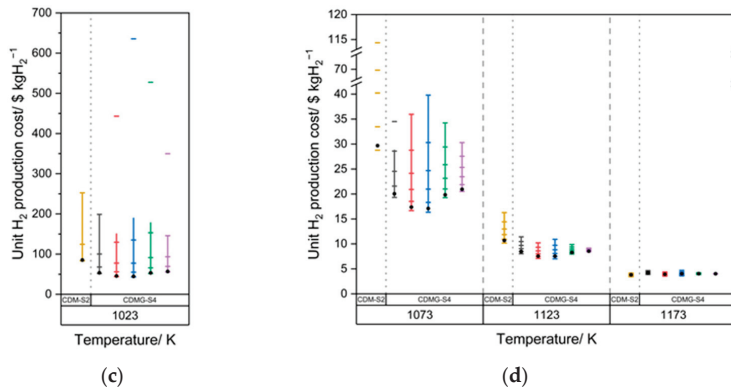 700
600
500
400
300
200
100
0
Unit H2 production cost/ $ kgH2−1
CDM-S2
CDMG-S4
1023
Temperature/ K
(c)
120
115
70
40
35
30
25
20
15
10
5
0
Unit H2 production cost/ $ kgH2−1
CDM-S2
CDMG-S4
CDM-S2
CDMG-S4
CDM-S2
CDMG-S4
1073
1123
1173
Temperature/ K
(d)